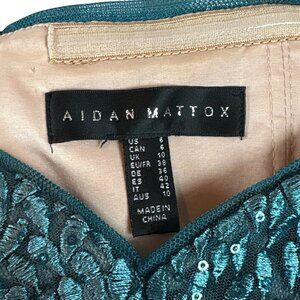 AIDAN MATTOX
US 6
CAN 6
UK 10
EU/FR 38
DE 36
ES 40
IT 42
AUS 10
MADE IN
CHINA